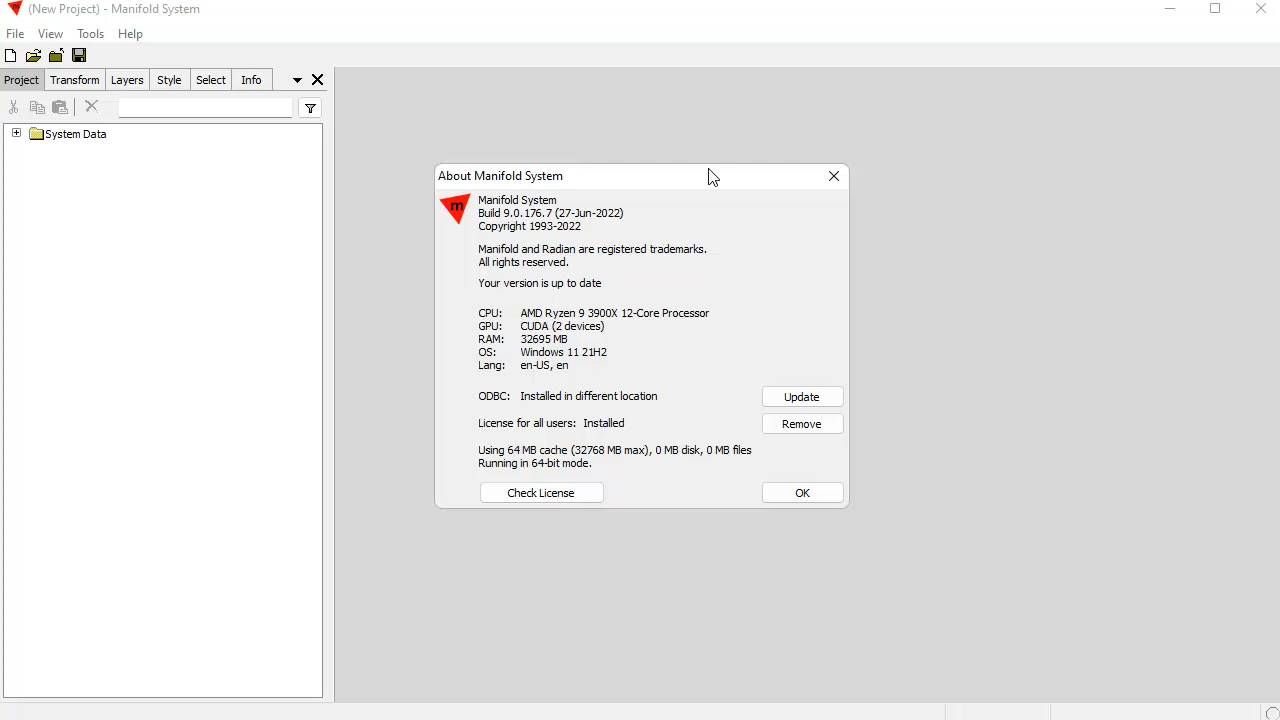 (New Project) - Manifold System
File View Tools Help
Project Transform Layers Style Select Info
System Data
About Manifold System
m
Manifold System
Build 9.0.176.7 (27-Jun-2022)
Copyright 1993-2022
Manifold and Radian are registered trademarks.
All rights reserved.
Your version is up to date
CPU: AMD Ryzen 9 3900X 12-Core Processor
GPU: CUDA (2 devices)
RAM: 32695 MB
OS: Windows 11 21H2
Lang: en-US, en
ODBC: Installed in different location Update
License for all users: Installed Remove
Using 64 MB cache (32768 MB max), 0 MB disk, 0 MB files
Running in 64-bit mode.
Check License OK